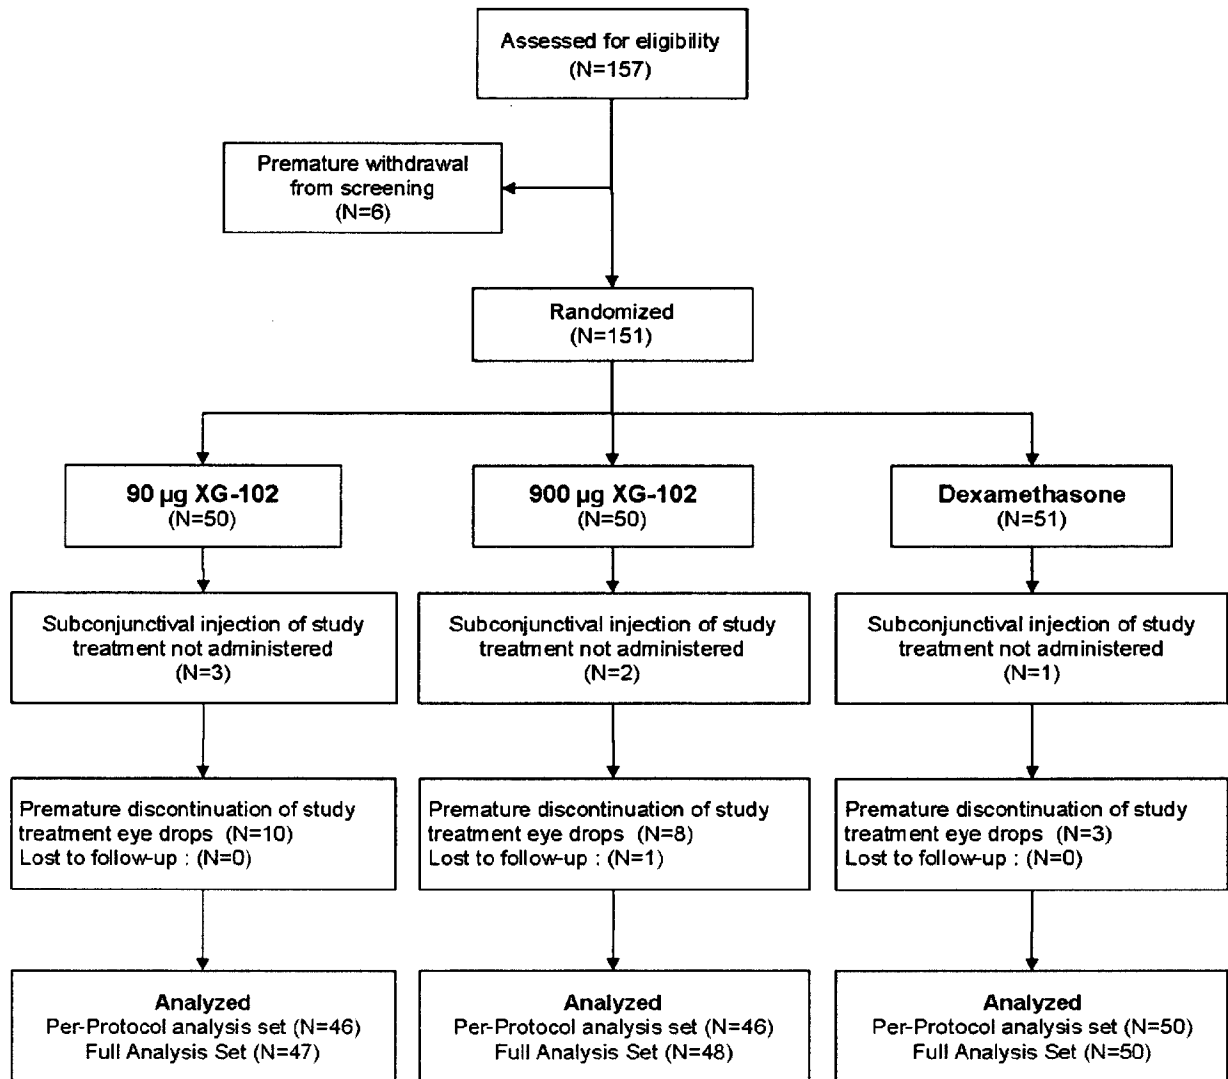 Assessed for eligibility
(N=157)
Premature withdrawal
from screening
(N=6)
Randomized
(N=151)
90 µg XG-102
(N=50)
900 µg XG-102
(N=50)
Dexamethasone
(N=51)
Subconjunctival injection of study
treatment not administered
(N=3)
Subconjunctival injection of study
treatment not administered
(N=2)
Subconjunctival injection of study
treatment not administered
(N=1)
Premature discontinuation of study
treatment eye drops (N=10)
Lost to follow-up : (N=0)
Premature discontinuation of study
treatment eye drops (N=8)
Lost to follow-up : (N=1)
Premature discontinuation of study
treatment eye drops (N=3)
Lost to follow-up : (N=0)
Analyzed
Per-Protocol analysis set (N=46)
Full Analysis Set (N=47)
Analyzed
Per-Protocol analysis set (N=46)
Full Analysis Set (N=48)
Analyzed
Per-Protocol analysis set (N=50)
Full Analysis Set (N=50)